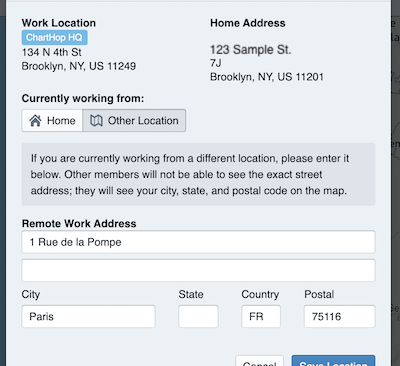 Work Location
ChartHop HQ
134 N 4th St
Brooklyn, NY, US 11249
Home Address
123 Sample St.
7J
Brooklyn, NY, US 11201
Currently working from:
Home
Other Location
If you are currently working from a different location, please enter it
below. Other members will not be able to see the exact street
address; they will see your city, state, and postal code on the map.
Remote Work Address
1 Rue de la Pompe
City State Country Postal
Paris FR 75116
Cancel Save Location